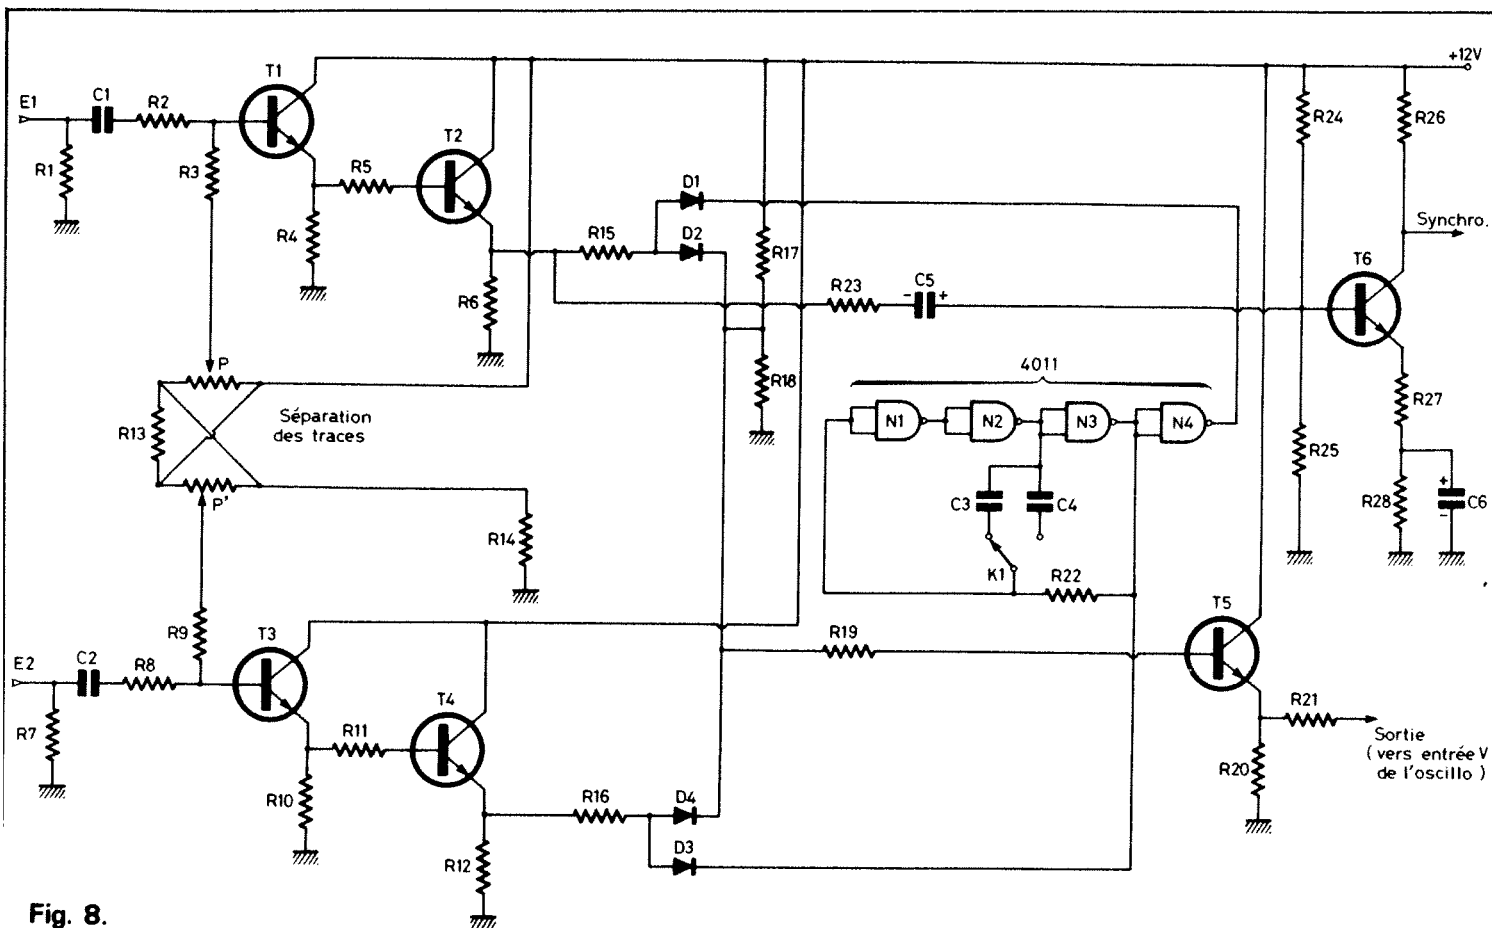 +12V
E1
C1
R2
T1
R1
R3
R4
R5
T2
R6
R15
D1
D2
R17
R18
R23
C5
-
+
R24
R25
R26
Synchro.
T6
R27
R28
+
-
C6
4011
N1
N2
N3
N4
C3
C4
K1
R22
P
R13
Séparation
des traces
P'
R14
R9
E2
C2
R8
T3
R7
R10
R11
T4
R12
R16
D4
D3
R19
T5
R20
R21
Sortie
(vers entrée V
de l'oscillo)
Fig. 8.